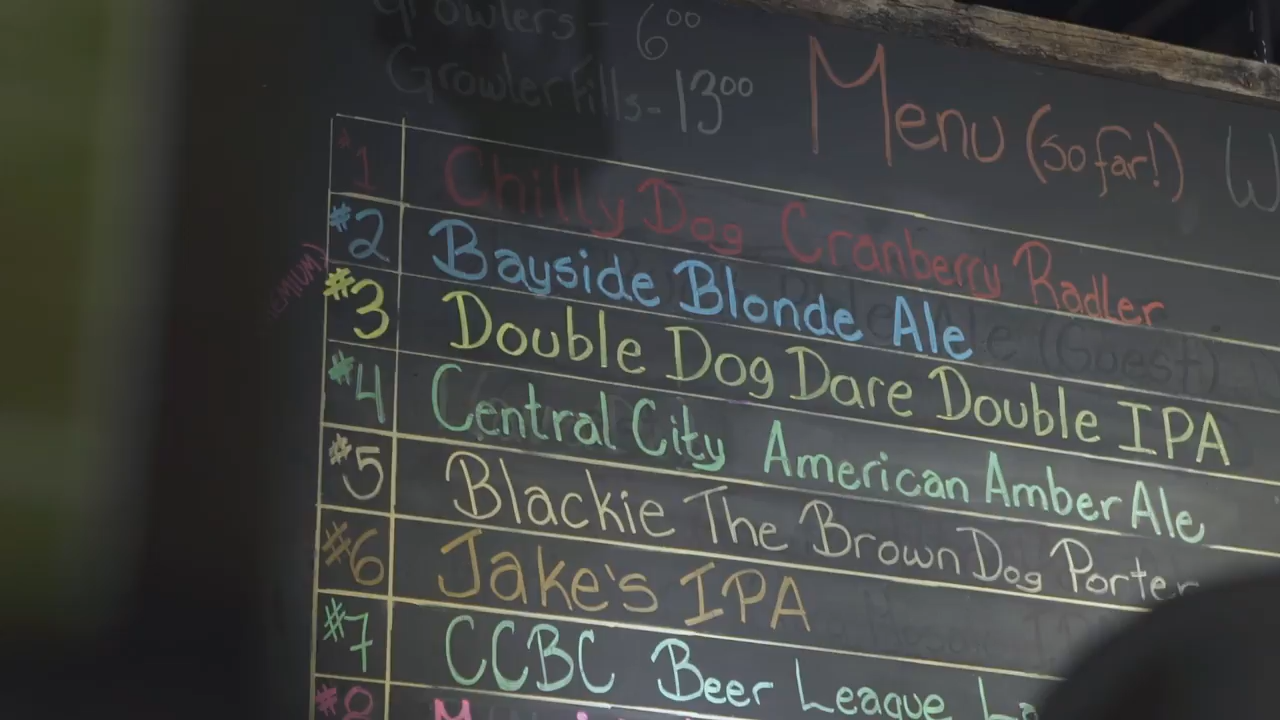 Growlers - 6⁰⁰
Growler Fills - 13⁰⁰
Menu (so far!)
#1 Chilly Dog Cranberry Radler
#2 Bayside Blonde Ale
#3 Double Dog Dare Double IPA
#4 Central City American Amber Ale
#5 Blackie The Brown Dog Porter
#6 Jake's IPA
#7 CCBC Beer League
#8